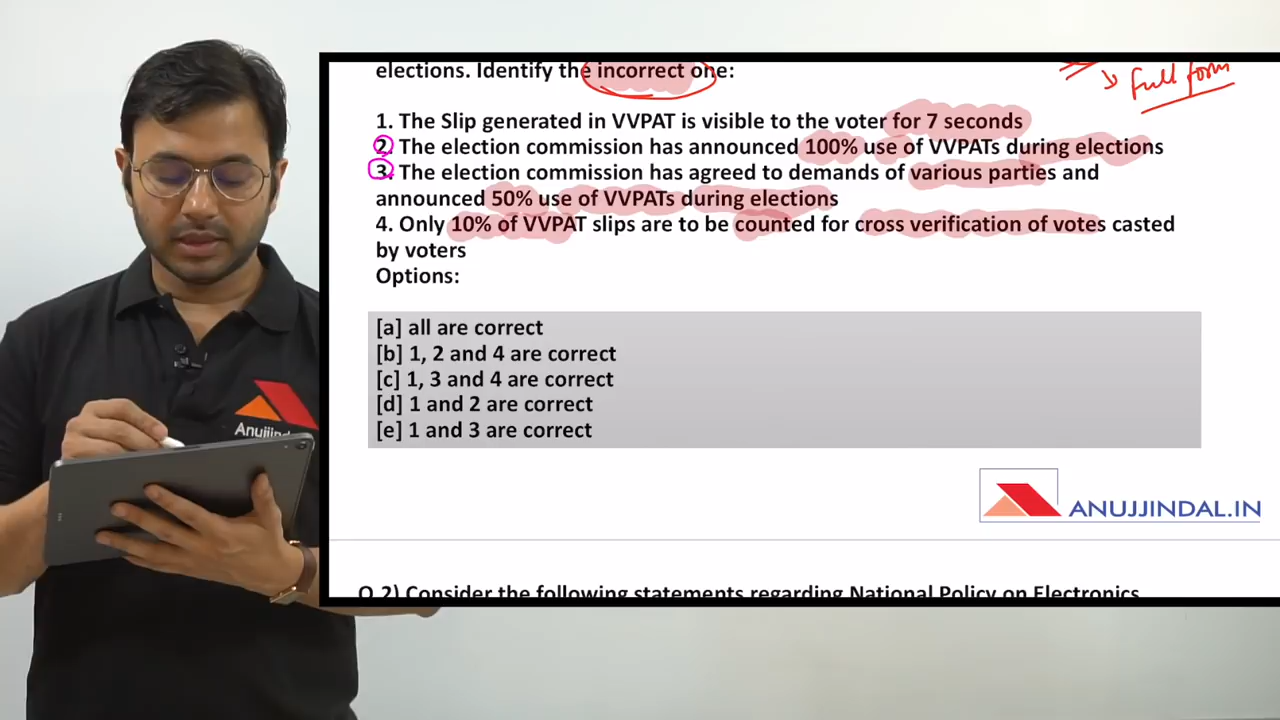 elections. Identify the incorrect one:
Full form
1. The Slip generated in VVPAT is visible to the voter for 7 seconds
2. The election commission has announced 100% use of VVPATs during elections
3. The election commission has agreed to demands of various parties and
announced 50% use of VVPATs during elections
4. Only 10% of VVPAT slips are to be counted for cross verification of votes casted
by voters
Options:
[a] all are correct
[b] 1, 2 and 4 are correct
[c] 1, 3 and 4 are correct
[d] 1 and 2 are correct
[e] 1 and 3 are correct
ANUJJINDAL.IN
Q.2) Consider the following statements regarding National Policy on Electronics